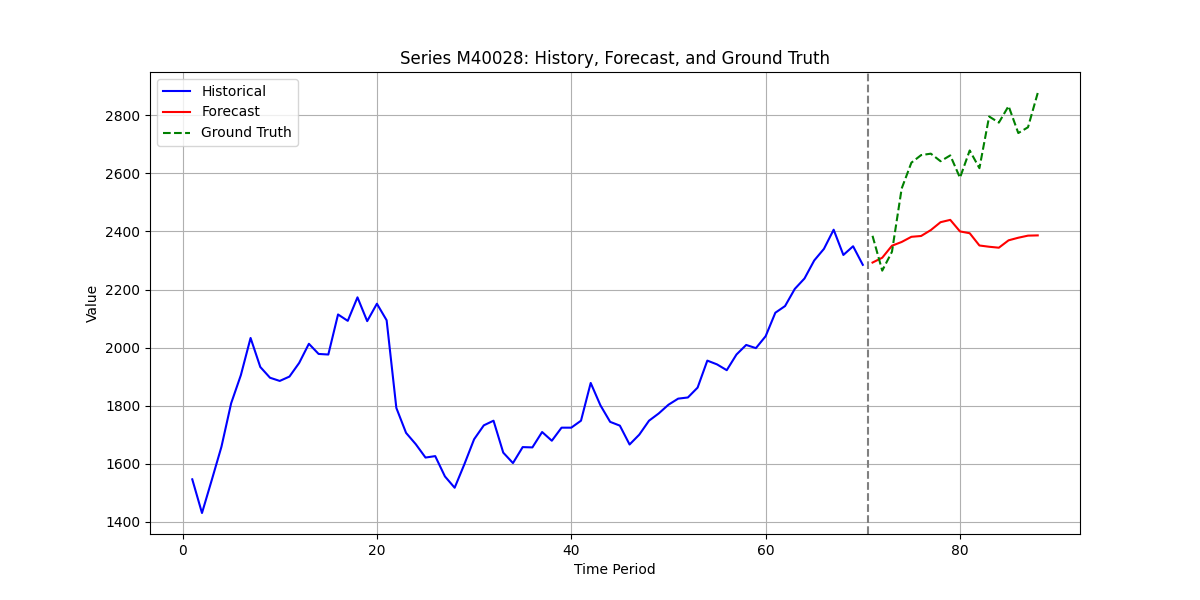 Series M40028: History, Forecast, and Ground Truth
Historical
Forecast
Ground Truth
Value
2800
2600
2400
2200
2000
1800
1600
1400
0 20 40 60 80
Time Period